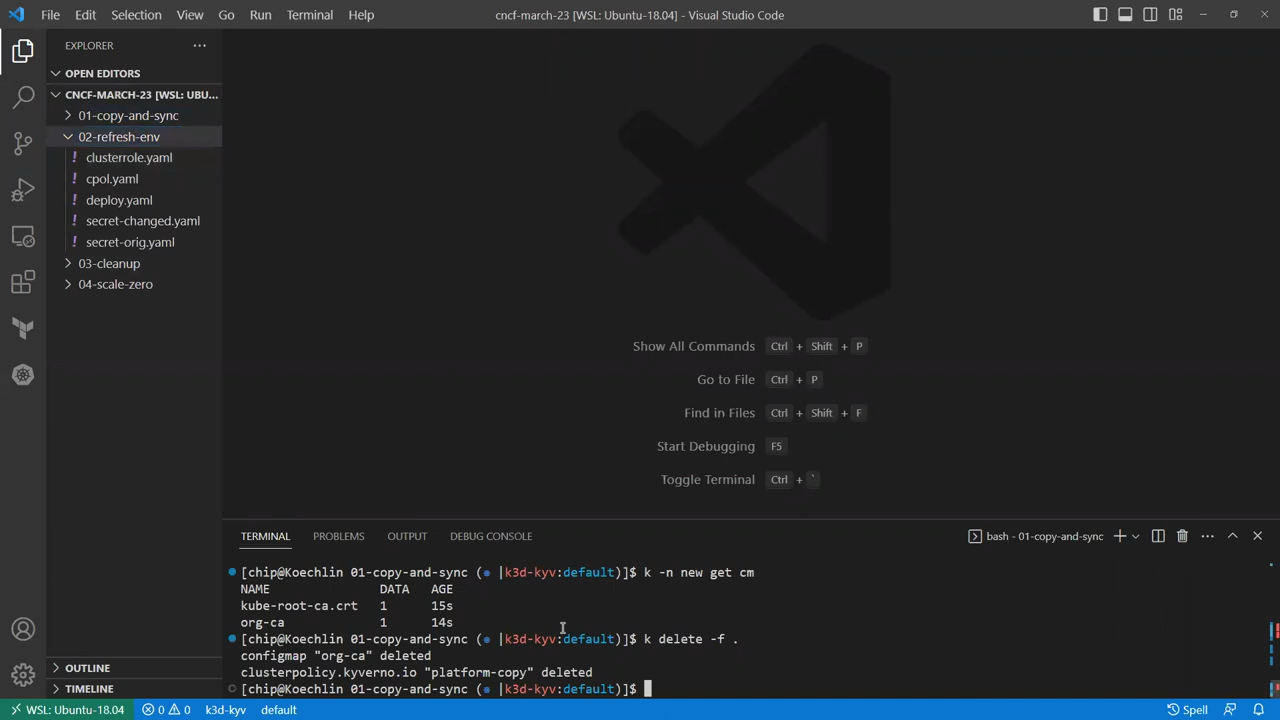 File Edit Selection View Go Run Terminal Help
cncf-march-23 [WSL: Ubuntu-18.04] - Visual Studio Code
EXPLORER
OPEN EDITORS
CNCF-MARCH-23 [WSL: UBU...
01-copy-and-sync
02-refresh-env
! clusterrole.yaml
! cpol.yaml
! deploy.yaml
! secret-changed.yaml
! secret-orig.yaml
03-cleanup
04-scale-zero
Show All Commands Ctrl + Shift + P
Go to File Ctrl + P
Find in Files Ctrl + Shift + F
Start Debugging F5
Toggle Terminal Ctrl + `
TERMINAL PROBLEMS OUTPUT DEBUG CONSOLE
bash - 01-copy-and-sync
[chip@Koechlin 01-copy-and-sync (⎈ |k3d-kyv:default)]$ k -n new get cm
NAME DATA AGE
kube-root-ca.crt 1 15s
org-ca 1 14s
[chip@Koechlin 01-copy-and-sync (⎈ |k3d-kyv:default)]$ k delete -f .
configmap "org-ca" deleted
clusterpolicy.kyverno.io "platform-copy" deleted
[chip@Koechlin 01-copy-and-sync (⎈ |k3d-kyv:default)]$
OUTLINE
TIMELINE
WSL: Ubuntu-18.04 0 0 k3d-kyv default Spell